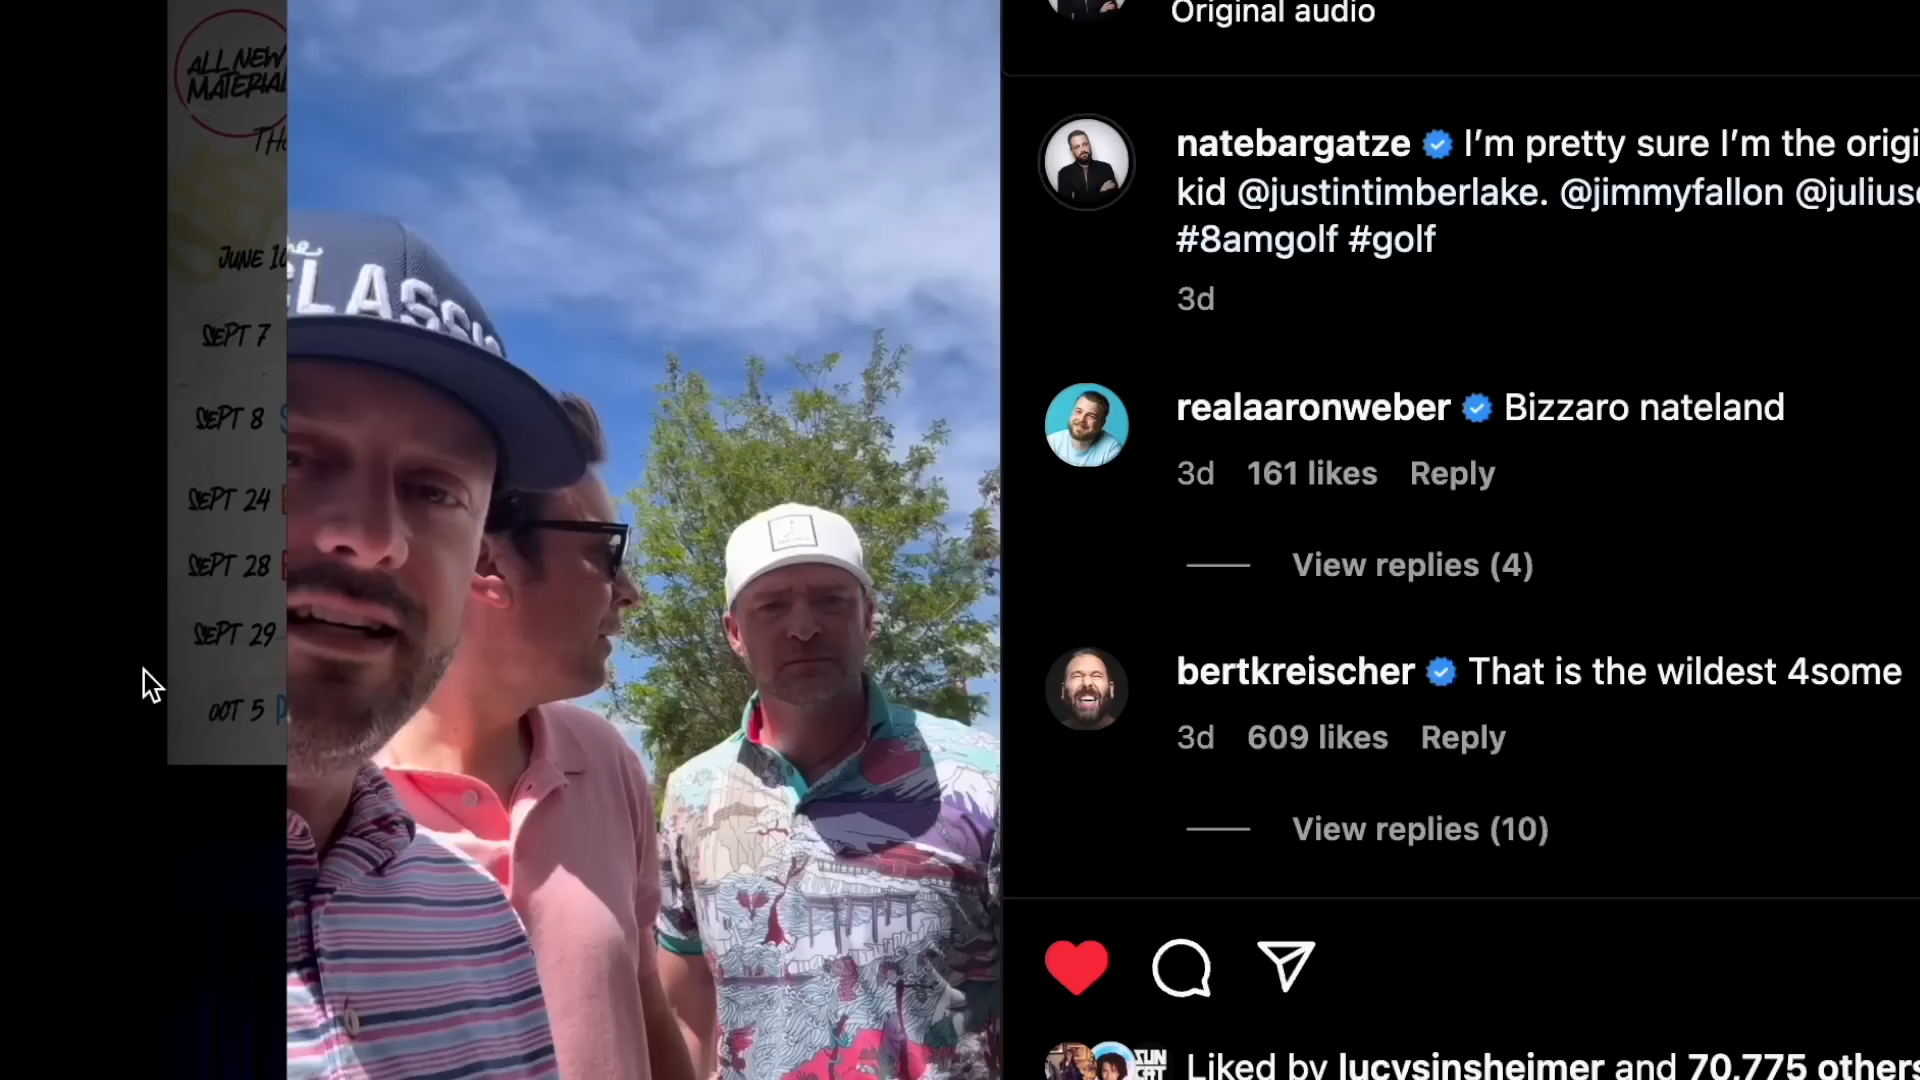 Original audio
ALL NEW
MATERIAL
JUNE 10
SEPT 7
SEPT 8
SEPT 24
SEPT 28
SEPT 29
OCT 5
CLASSIC
natebargatze I’m pretty sure I’m the origi
kid @justintimberlake. @jimmyfallon @julius
#8amgolf #golf
3d
realaaronweber Bizzaro nateland
3d 161 likes Reply
View replies (4)
bertkreischer That is the wildest 4some
3d 609 likes Reply
View replies (10)
Liked by lucysinsheimer and 70,775 others